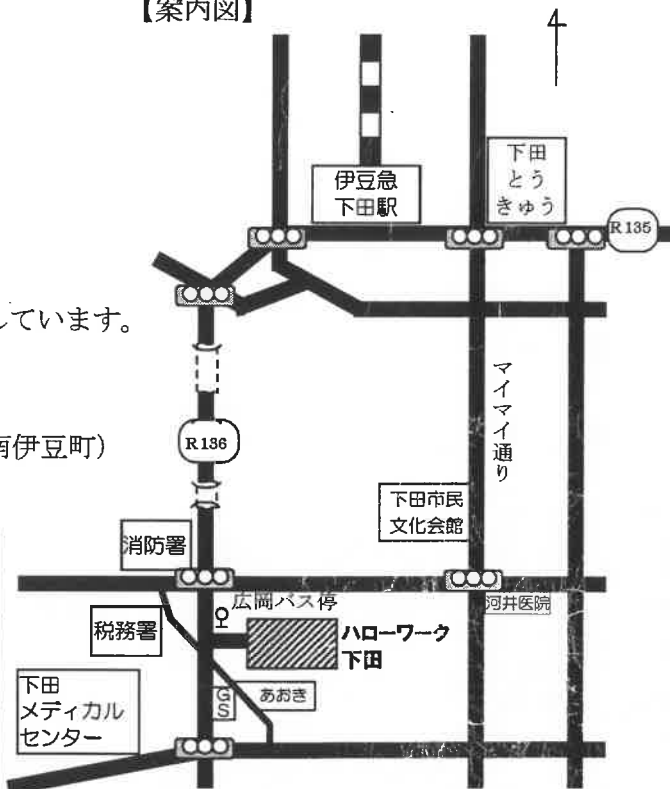 【案内図】
伊豆急
下田駅
下田
とう
きゅう
R135
しています。
R136
南伊豆町）
マイマイ通り
下田市民
文化会館
消防署
広岡バス停
河井医院
税務署
ハローワーク
下田
下田
メディカル
センター
GS
あおき